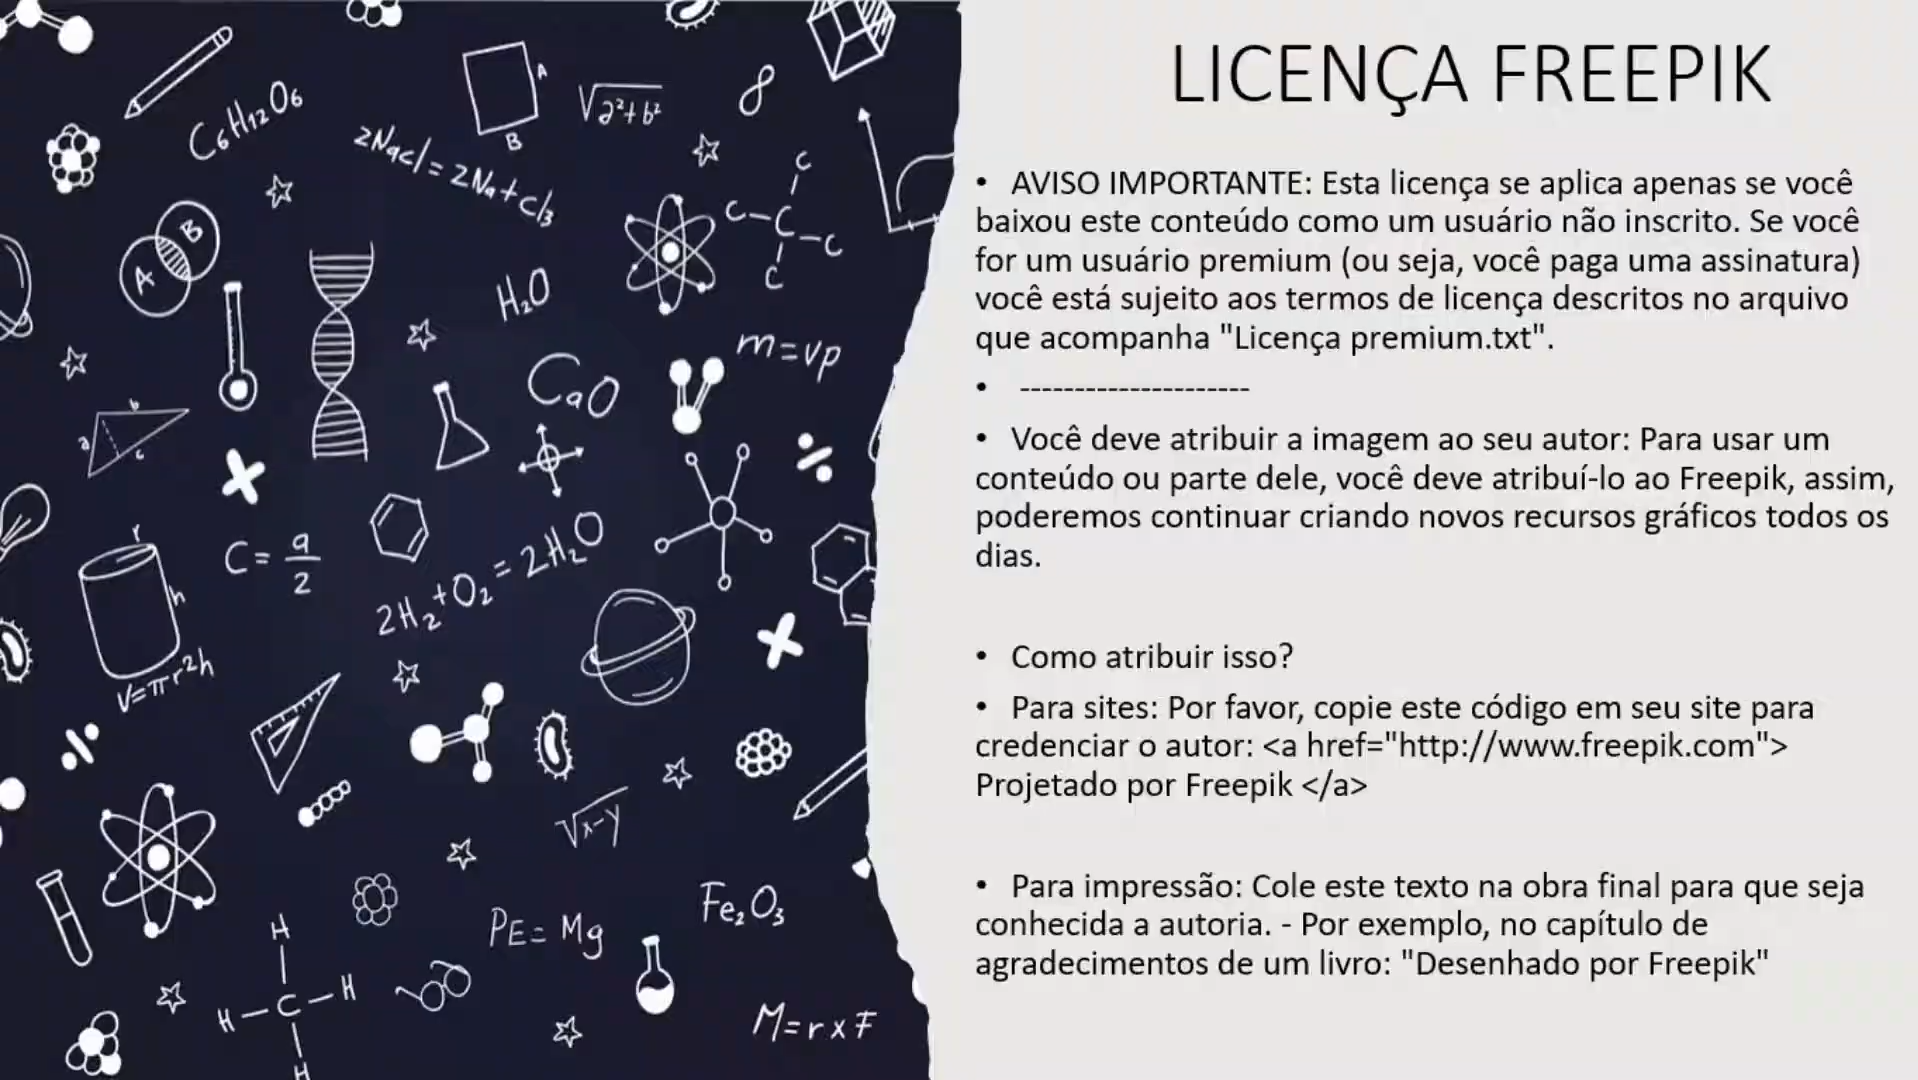 LICENÇA FREEPIK
• AVISO IMPORTANTE: Esta licença se aplica apenas se você
baixou este conteúdo como um usuário não inscrito. Se você
for um usuário premium (ou seja, você paga uma assinatura)
você está sujeito aos termos de licença descritos no arquivo
que acompanha "Licença premium.txt".
• ---------------------
• Você deve atribuir a imagem ao seu autor: Para usar um
conteúdo ou parte dele, você deve atribuí-lo ao Freepik, assim,
poderemos continuar criando novos recursos gráficos todos os
dias.
• Como atribuir isso?
• Para sites: Por favor, copie este código em seu site para
credenciar o autor: <a href="http://www.freepik.com">
Projetado por Freepik </a>
• Para impressão: Cole este texto na obra final para que seja
conhecida a autoria. - Por exemplo, no capítulo de
agradecimentos de um livro: "Desenhado por Freepik"
C₆H₁₂O₆
A
B
√a²+b²
8
2Nacl = 2Na + cl₃
C
C-C-C
C
A B
H₂O
m=vp
CaO
b
a
c
C = a/2
2H₂+O₂ = 2H₂O
r
h
V=πr²h
√x-y
Fe₂O₃
PE= Mg
H
H-C-H
H
M=rxF